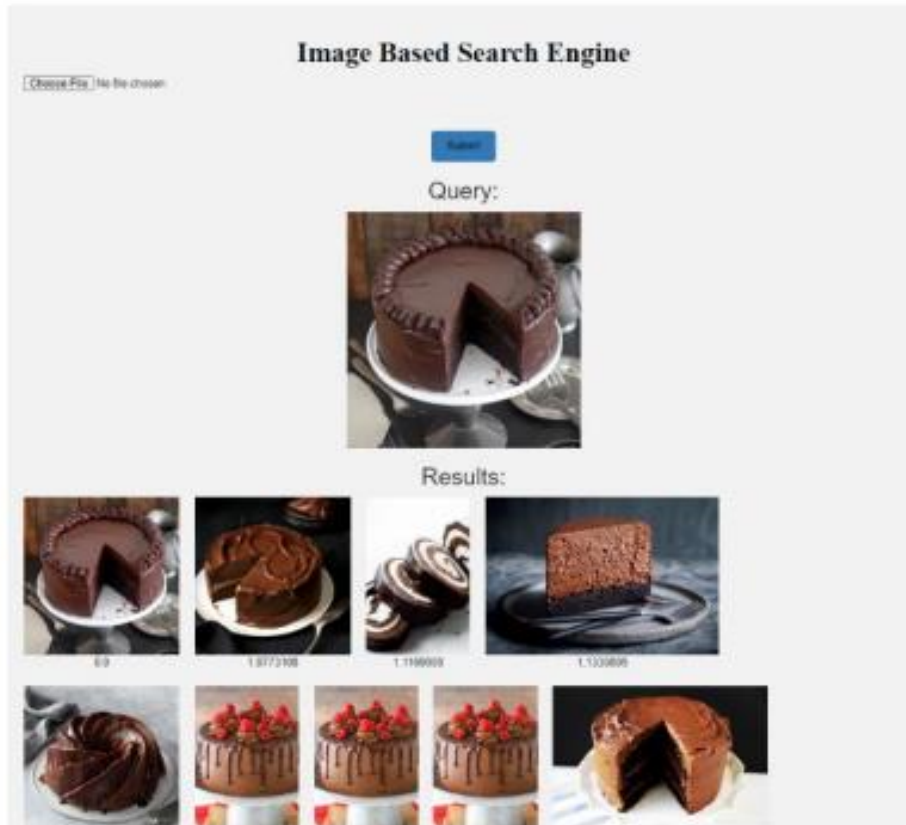 Image Based Search Engine
Choose File No file chosen
Submit
Query:
Results:
0.0